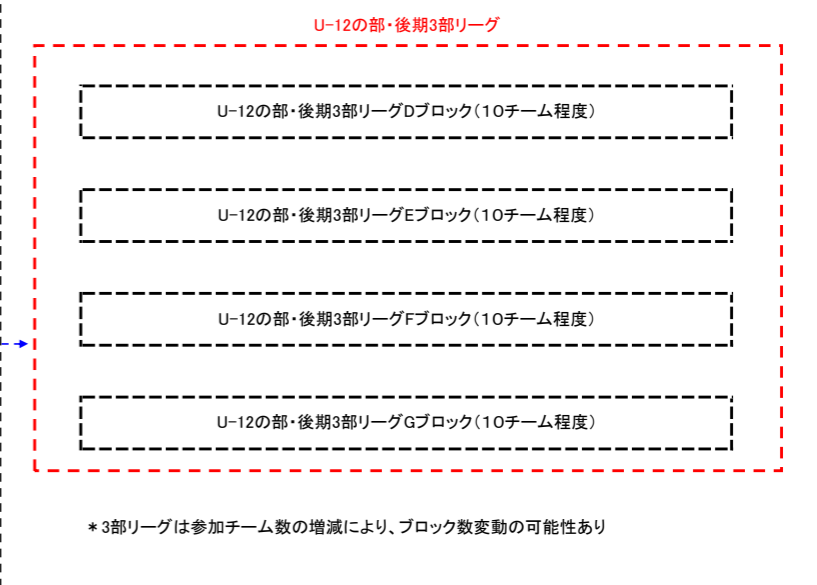 U-12の部・後期3部リーグ
U-12の部・後期3部リーグDブロック（１０チーム程度）
U-12の部・後期3部リーグEブロック（１０チーム程度）
U-12の部・後期3部リーグFブロック（１０チーム程度）
U-12の部・後期3部リーグGブロック（１０チーム程度）
＊3部リーグは参加チーム数の増減により、ブロック数変動の可能性あり